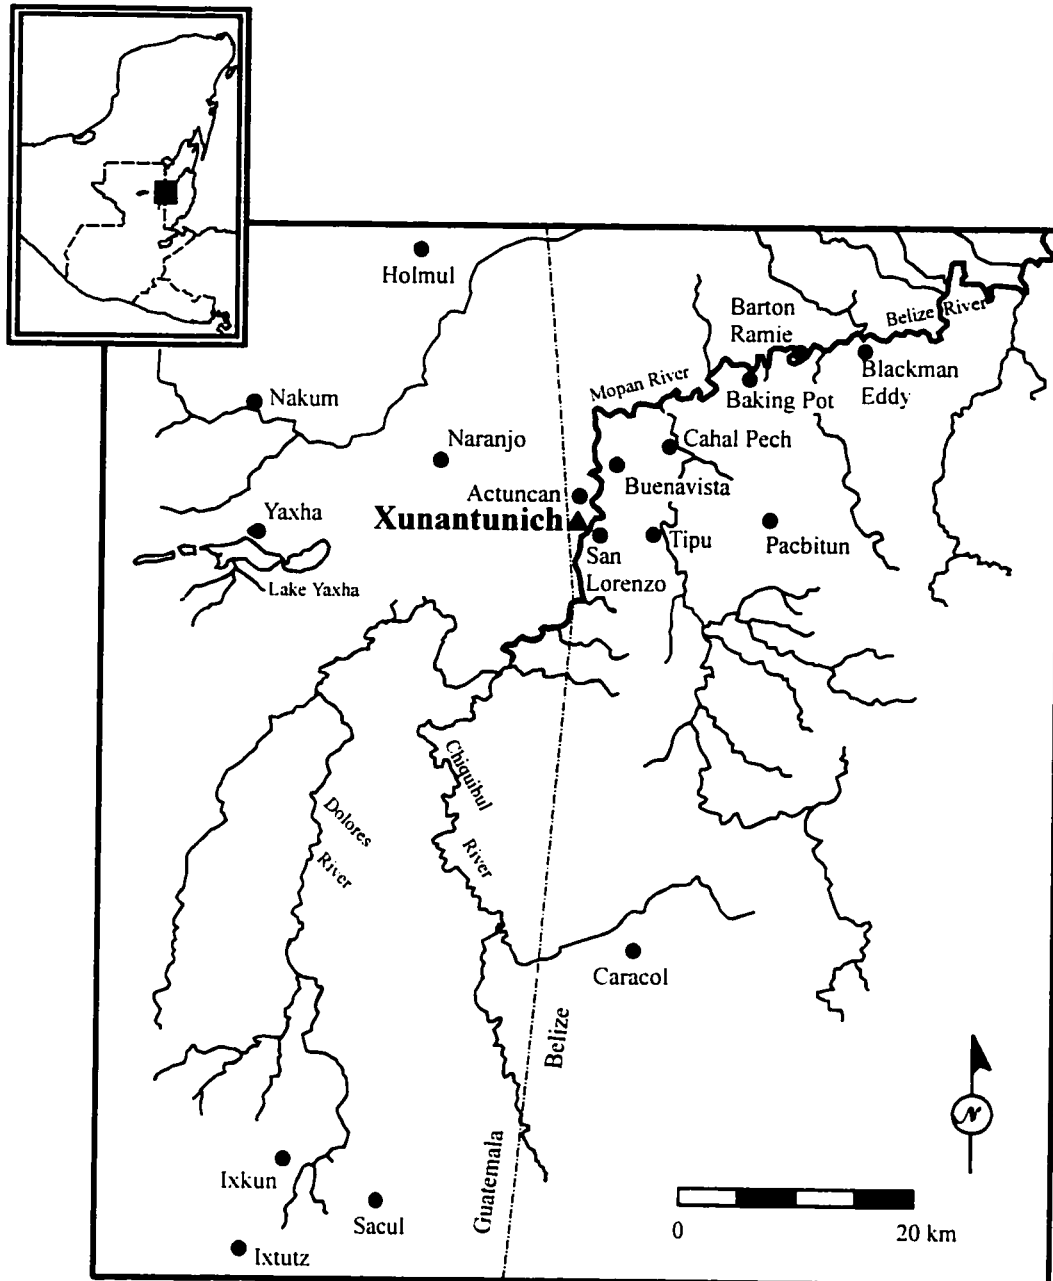 Holmul
Barton
Ramie
Belize River
Mopan River
Blackman
Eddy
Baking Pot
Nakum
Naranjo
Cahal Pech
Buenavista
Actuncan
Xunantunich
Yaxha
San
Lorenzo
Tipu
Pacbitun
Lake Yaxha
Chiquibul
River
Dolores
River
Caracol
Belize
Guatemala
N
Ixkun
Sacul
Ixtutz
0
20 km